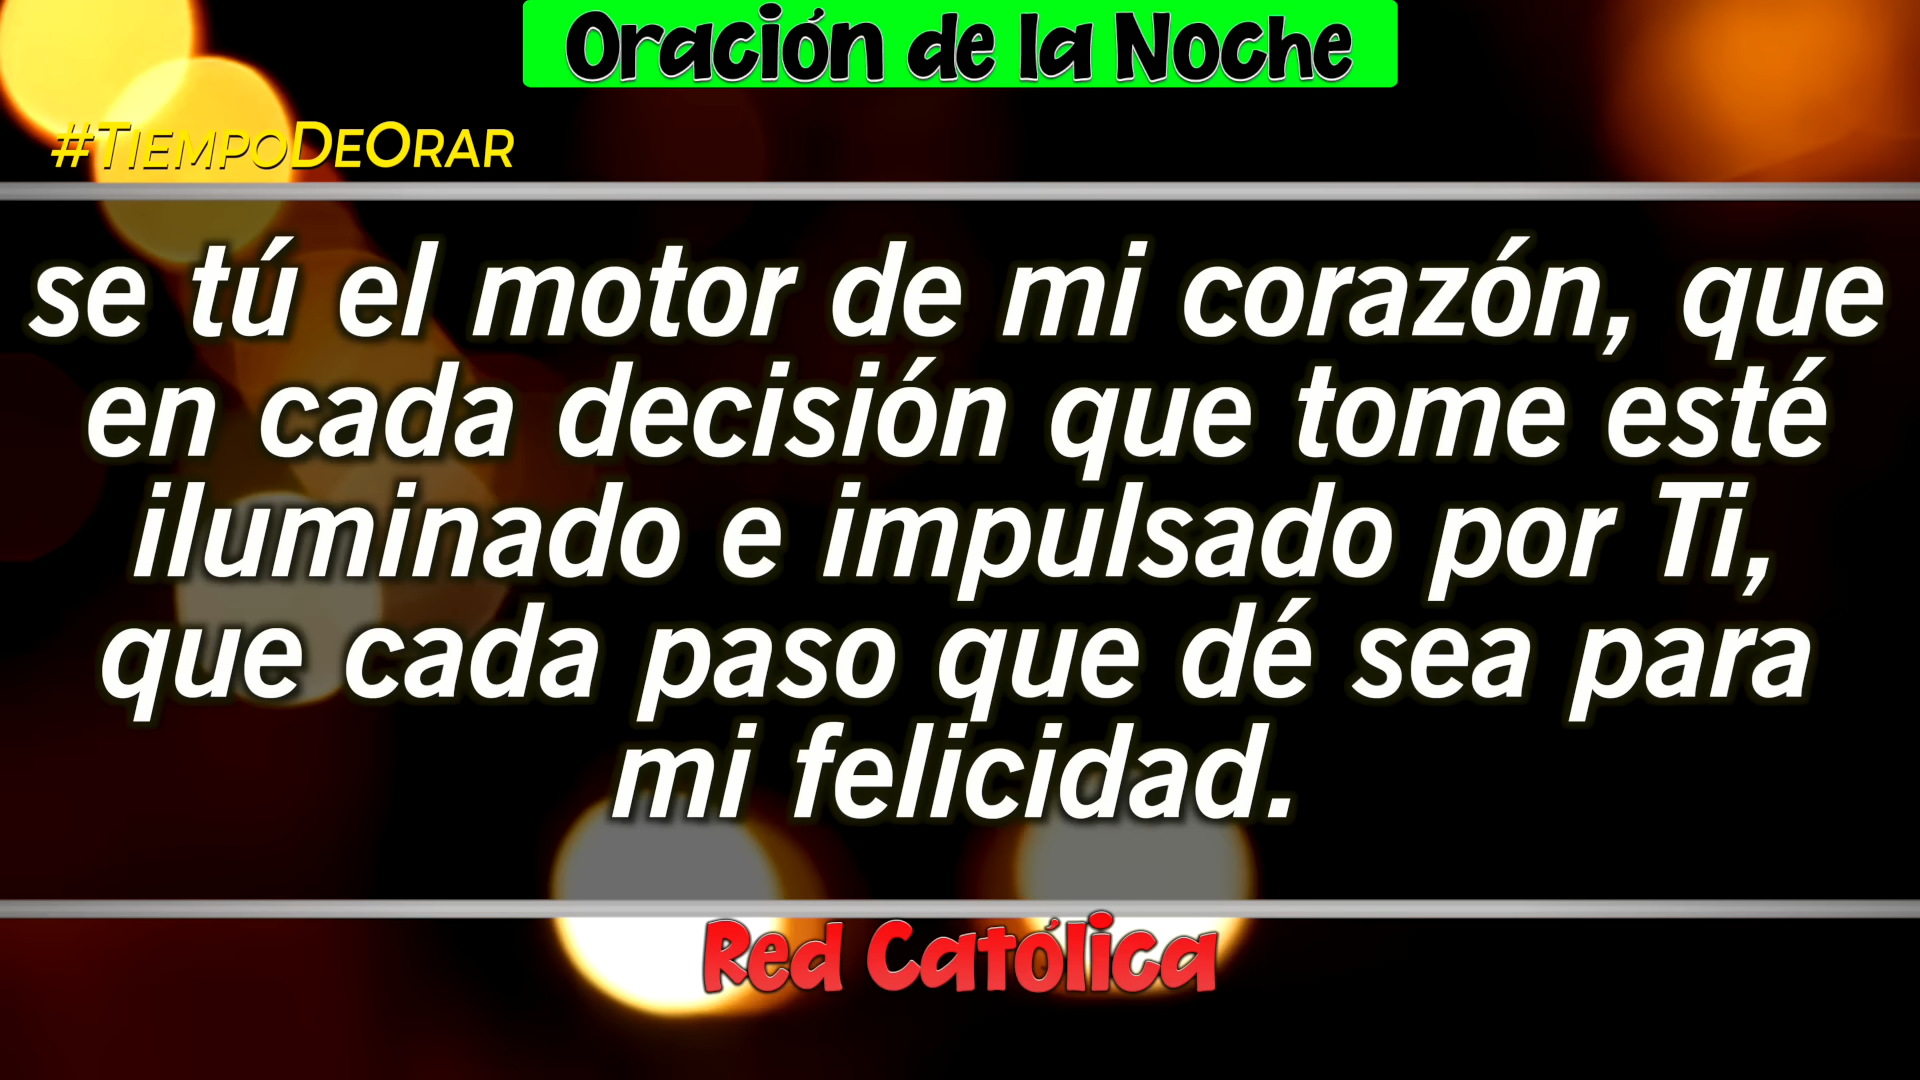 Oración de la Noche
#TiempoDeOrar
se tú el motor de mi corazón, que
en cada decisión que tome esté
iluminado e impulsado por Ti,
que cada paso que dé sea para
mi felicidad.
Red Católica